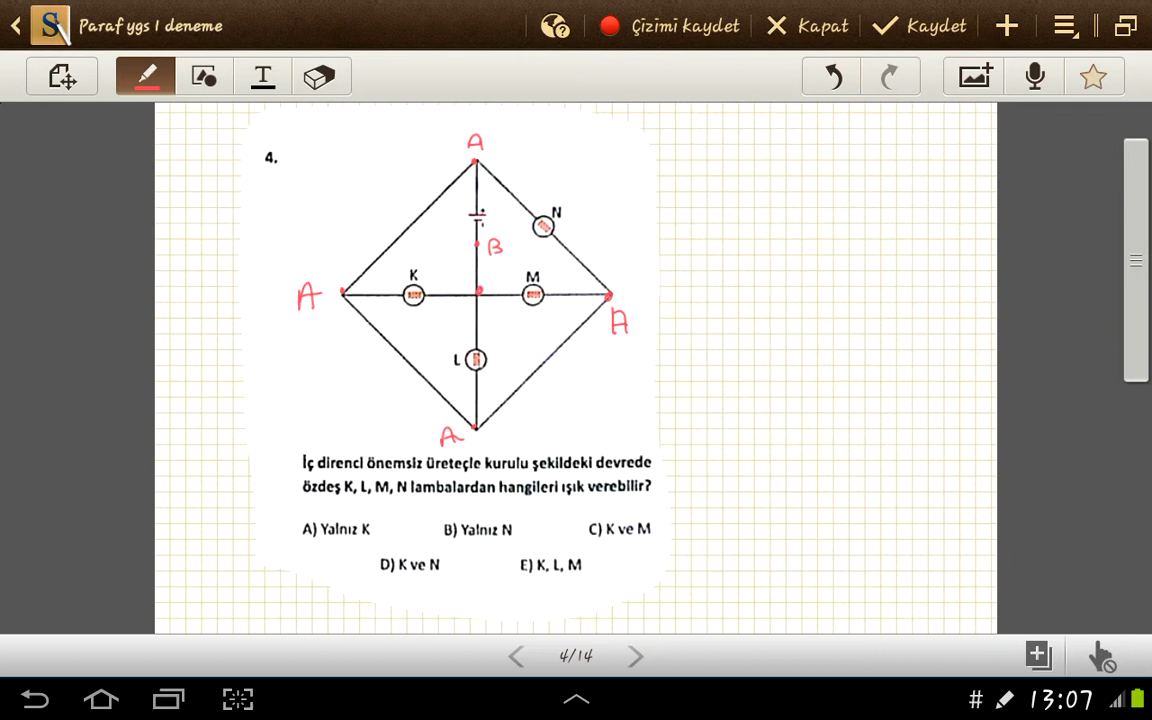 S Paraf ygs 1 deneme
Çizimi kaydet
Kapat
Kaydet
T
4.
A
N
B
K
M
A
A
L
A
İç direnci önemsiz üreteçle kurulu şekildeki devrede
özdeş K, L, M, N lambalardan hangileri ışık verebilir?
A) Yalnız K B) Yalnız N C) K ve M
D) K ve N E) K, L, M
4/14
# 13:07